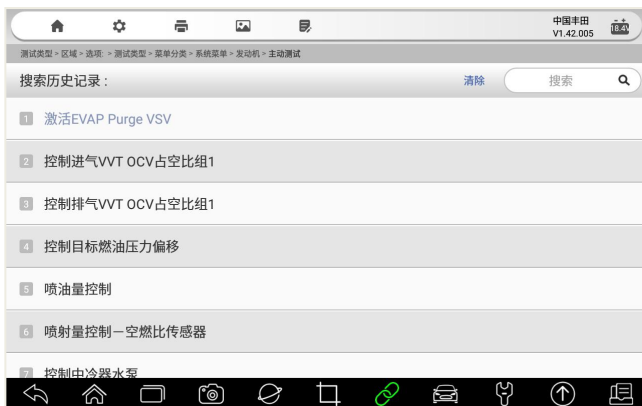 中国丰田
V1.42.005
18.4V
测试类型 > 区域 > 选项: > 测试类型 > 菜单分类 > 系统菜单 > 发动机 > 主动测试
搜索历史记录 :
清除
搜索
1 激活EVAP Purge VSV
2 控制进气VVT OCV占空比组1
3 控制排气VVT OCV占空比组1
4 控制目标燃油压力偏移
5 喷油量控制
6 喷射量控制－空燃比传感器
7 控制中冷器水泵